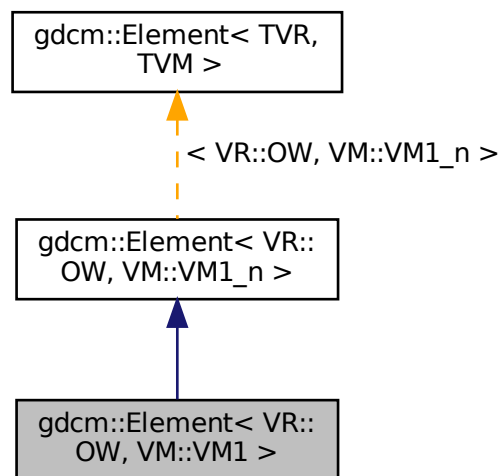 gdcm::Element< TVR,
TVM >
< VR::OW, VM::VM1_n >
gdcm::Element< VR::
OW, VM::VM1_n >
gdcm::Element< VR::
OW, VM::VM1 >